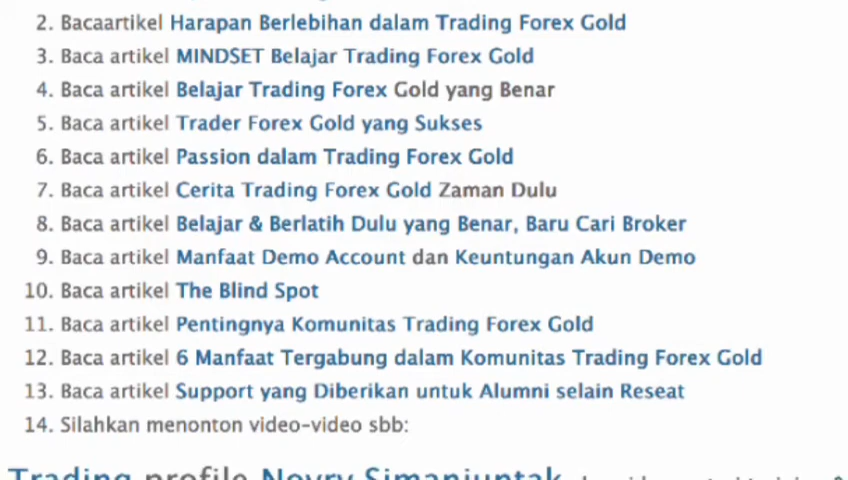 2. Bacaartikel Harapan Berlebihan dalam Trading Forex Gold
3. Baca artikel MINDSET Belajar Trading Forex Gold
4. Baca artikel Belajar Trading Forex Gold yang Benar
5. Baca artikel Trader Forex Gold yang Sukses
6. Baca artikel Passion dalam Trading Forex Gold
7. Baca artikel Cerita Trading Forex Gold Zaman Dulu
8. Baca artikel Belajar & Berlatih Dulu yang Benar, Baru Cari Broker
9. Baca artikel Manfaat Demo Account dan Keuntungan Akun Demo
10. Baca artikel The Blind Spot
11. Baca artikel Pentingnya Komunitas Trading Forex Gold
12. Baca artikel 6 Manfaat Tergabung dalam Komunitas Trading Forex Gold
13. Baca artikel Support yang Diberikan untuk Alumni selain Reseat
14. Silahkan menonton video-video sbb:
Trading profile Novry Simanjuntak